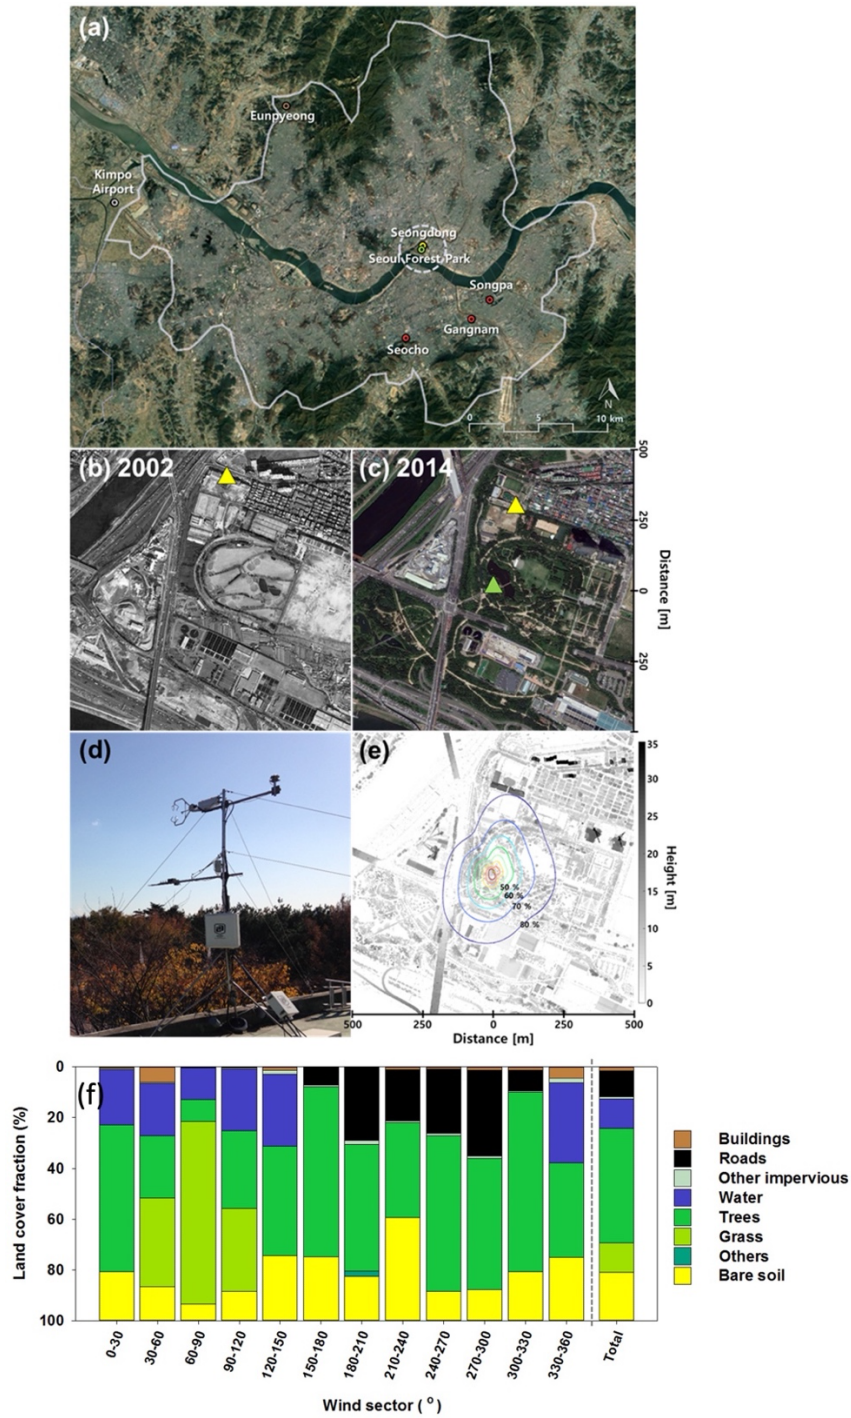 (a)
Eunpyeong
Kimpo
Airport
Seongdong
Seoul Forest Park
Songpa
Gangnam
Seocho
N
0 5 10 km
(b) 2002
(c) 2014
500
250
0
250
Distance [m]
(d)
(e)
50 %
60 %
70 %
80 %
35
30
25
20
15
10
5
0
Height [m]
500 250 0 250 500
Distance [m]
(f)
0
20
40
60
80
100
Land cover fraction (%)
0-30
30-60
60-90
90-120
120-150
150-180
180-210
210-240
240-270
270-300
300-330
330-360
Total
Wind sector ( o )
Buildings
Roads
Other impervious
Water
Trees
Grass
Others
Bare soil